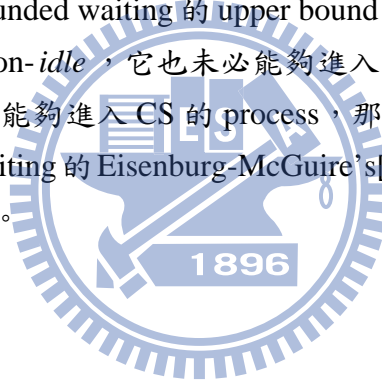 unded waiting 的 upper bound
on-idle，它也未必能夠進入
能夠進入 CS 的 process，那
iting 的 Eisenburg-McGuire's[
。
E S A
1896